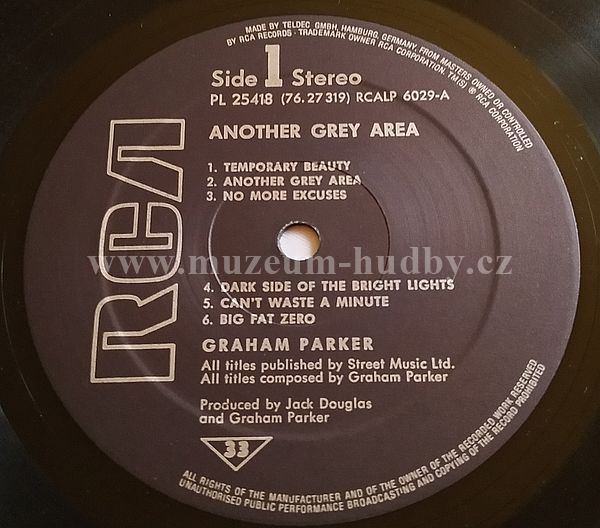 MADE BY TELDEC GMBH, HAMBURG, GERMANY, FROM MASTERS OWNED OR CONTROLLED
BY RCA RECORDS · TRADEMARK OWNER RCA CORPORATION · TM(S) ® RCA CORPORATION
Side 1 Stereo
PL 25418 (76.27319) RCALP 6029-A
ANOTHER GREY AREA
1. TEMPORARY BEAUTY
2. ANOTHER GREY AREA
3. NO MORE EXCUSES
RCA
www.muzeum-hudby.cz
4. DARK SIDE OF THE BRIGHT LIGHTS
5. CAN'T WASTE A MINUTE
6. BIG FAT ZERO
GRAHAM PARKER
All titles published by Street Music Ltd.
All titles composed by Graham Parker
Produced by Jack Douglas
and Graham Parker
33
ALL RIGHTS OF THE MANUFACTURER AND OF THE OWNER OF THE RECORDED WORK RESERVED
UNAUTHORISED PUBLIC PERFORMANCE BROADCASTING AND COPYING OF THE RECORD PROHIBITED